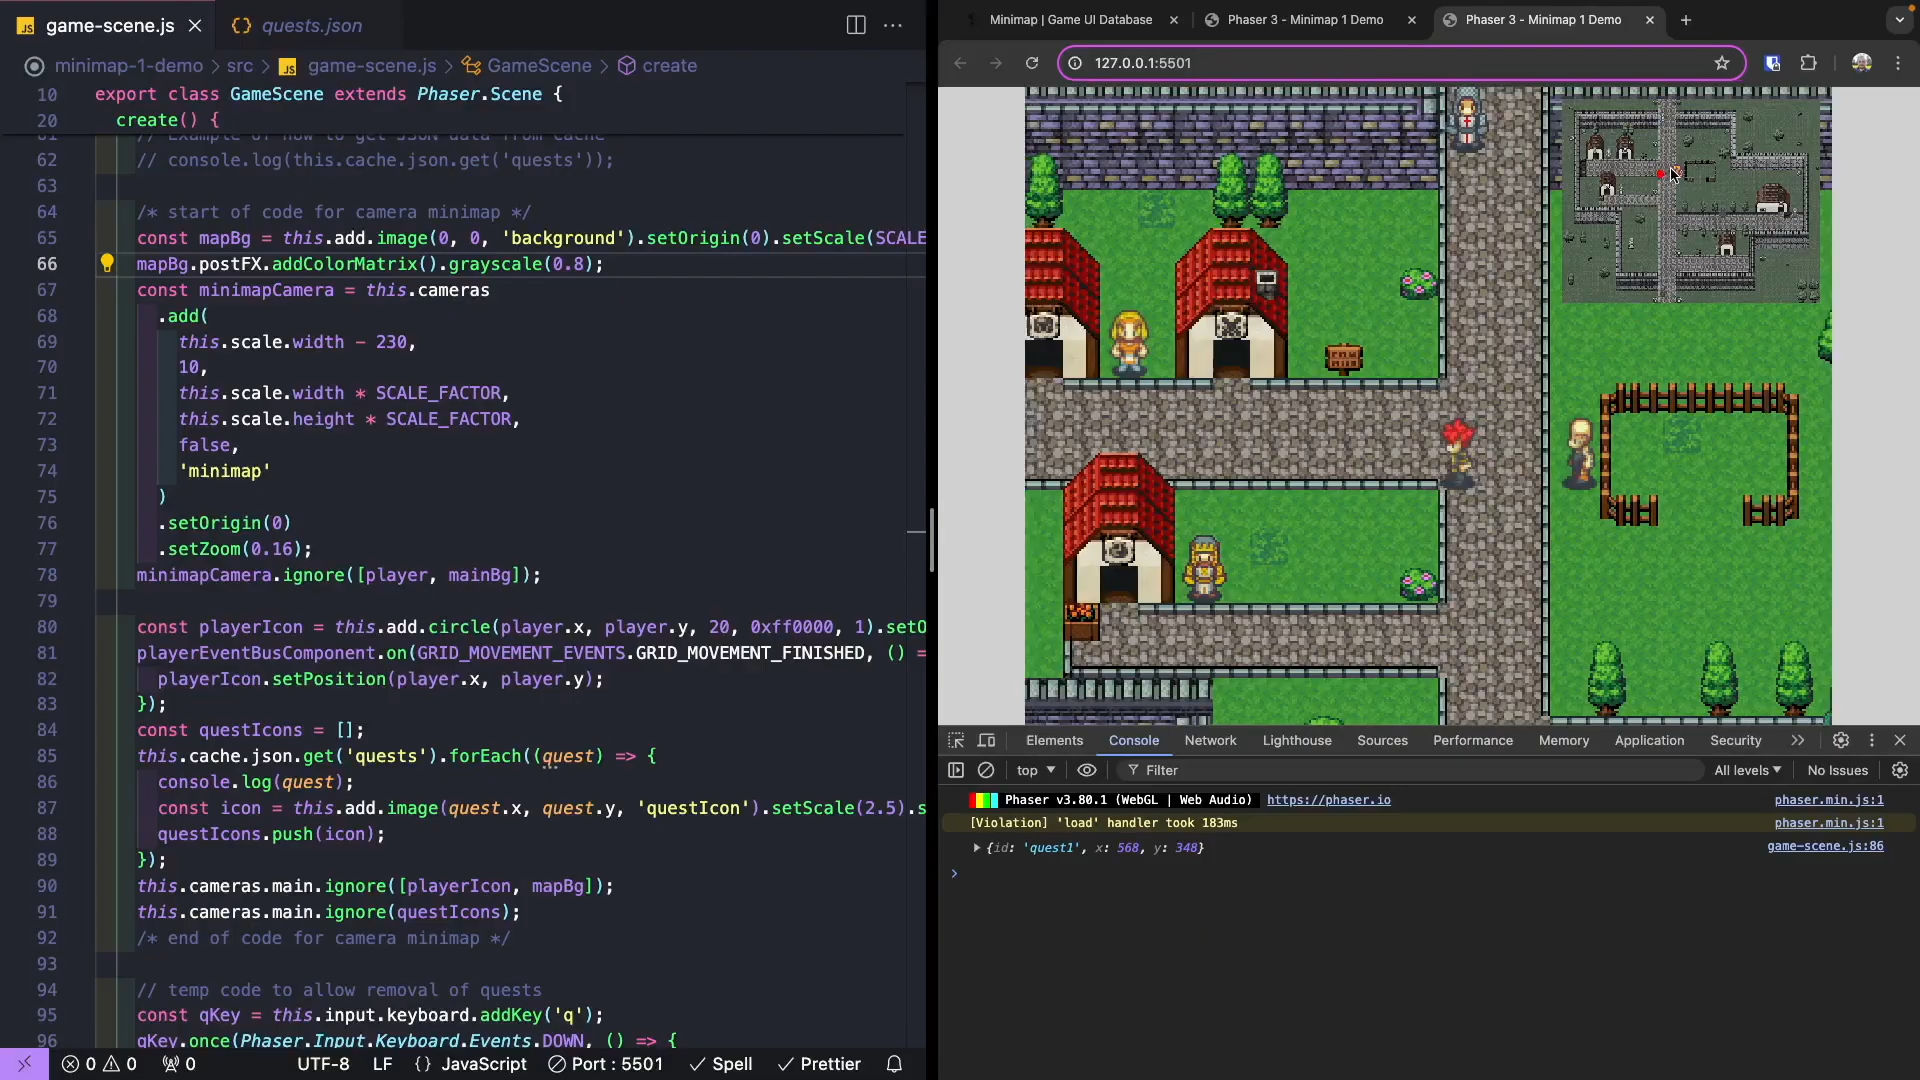 game-scene.js
quests.json
minimap-1-demo > src > game-scene.js > GameScene > create
10 export class GameScene extends Phaser.Scene {
20 create() {
62 // console.log(this.cache.json.get('quests'));
63
64 /* start of code for camera minimap */
65 const mapBg = this.add.image(0, 0, 'background').setOrigin(0).setScale(SCALE
66 mapBg.postFX.addColorMatrix().grayscale(0.8);
67 const minimapCamera = this.cameras
68 .add(
69 this.scale.width - 230,
70 10,
71 this.scale.width * SCALE_FACTOR,
72 this.scale.height * SCALE_FACTOR,
73 false,
74 'minimap'
75 )
76 .setOrigin(0)
77 .setZoom(0.16);
78 minimapCamera.ignore([player, mainBg]);
79
80 const playerIcon = this.add.circle(player.x, player.y, 20, 0xff0000, 1).setO
81 playerEventBusComponent.on(GRID_MOVEMENT_EVENTS.GRID_MOVEMENT_FINISHED, () =
82 playerIcon.setPosition(player.x, player.y);
83 });
84 const questIcons = [];
85 this.cache.json.get('quests').forEach((quest) => {
86 console.log(quest);
87 const icon = this.add.image(quest.x, quest.y, 'questIcon').setScale(2.5).s
88 questIcons.push(icon);
89 });
90 this.cameras.main.ignore([playerIcon, mapBg]);
91 this.cameras.main.ignore(questIcons);
92 /* end of code for camera minimap */
93
94 // temp code to allow removal of quests
95 const qKey = this.input.keyboard.addKey('q');
96 qKey.once(Phaser.Input.Keyboard.Events.DOWN, () => {
0 0 0 UTF-8 LF {} JavaScript Port : 5501 Spell Prettier
Minimap | Game UI Database
Phaser 3 - Minimap 1 Demo
Phaser 3 - Minimap 1 Demo
127.0.0.1:5501
Elements Console Network Lighthouse Sources Performance Memory Application Security
top Filter All levels No Issues
Phaser v3.80.1 (WebGL | Web Audio) https://phaser.io phaser.min.js:1
[Violation] 'load' handler took 183ms phaser.min.js:1
{id: 'quest1', x: 568, y: 348} game-scene.js:86